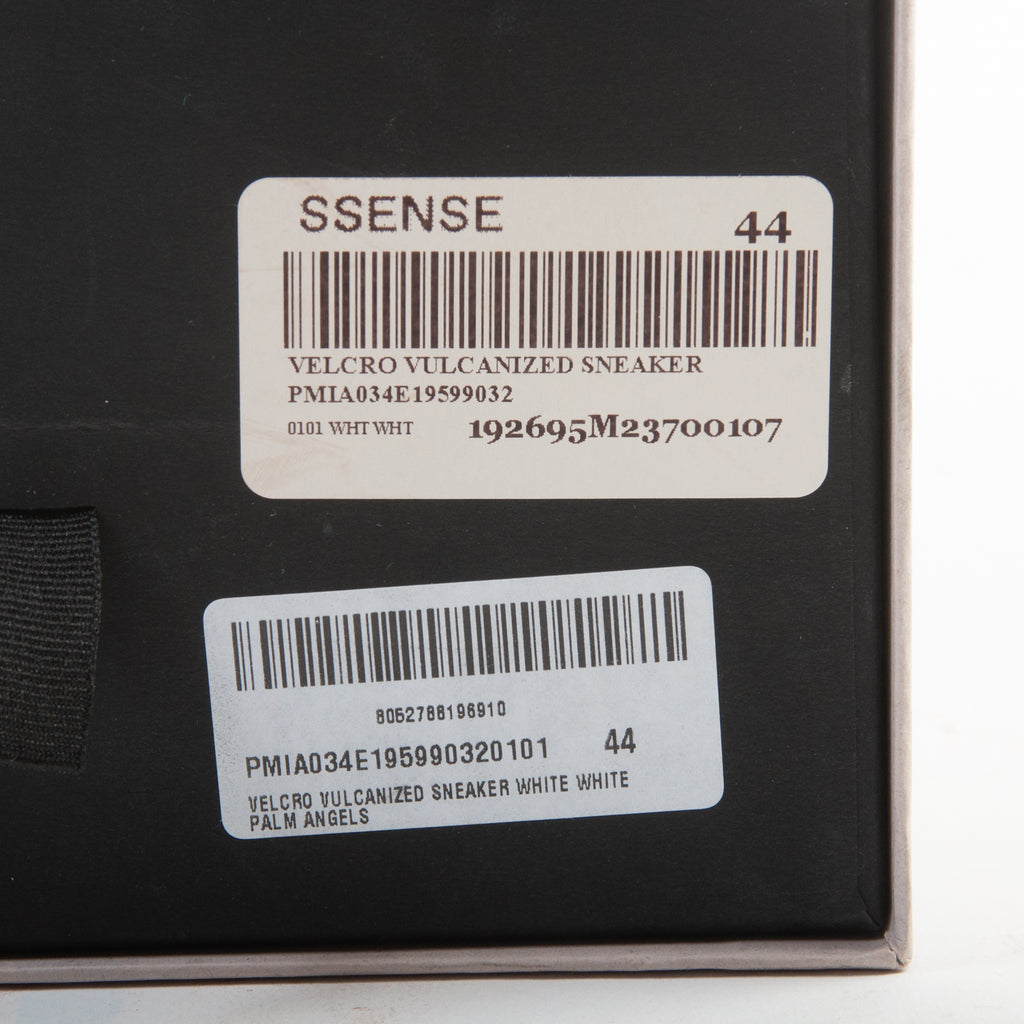 SSENSE
44
VELCRO VULCANIZED SNEAKER
PMIA034E19599032
0101 WHT WHT 192695M23700107
8052788196910
PMIA034E195990320101 44
VELCRO VULCANIZED SNEAKER WHITE WHITE
PALM ANGELS